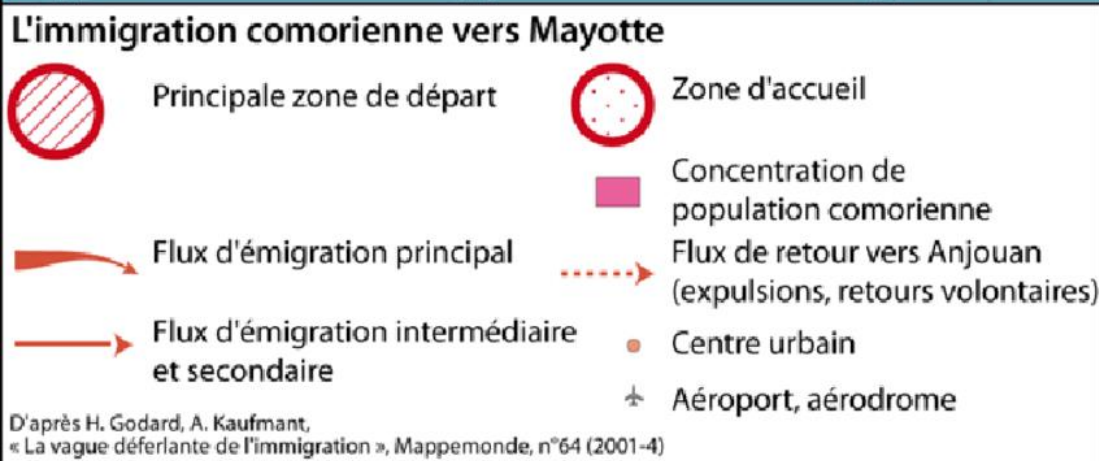 L'immigration comorienne vers Mayotte
Principale zone de départ
Zone d'accueil
Concentration de
population comorienne
Flux d'émigration principal
Flux de retour vers Anjouan
(expulsions, retours volontaires)
Flux d'émigration intermédiaire
et secondaire
Centre urbain
Aéroport, aérodrome
D'après H. Godard, A. Kaufmant,
« La vague déferlante de l'immigration », Mappemonde, n°64 (2001-4)